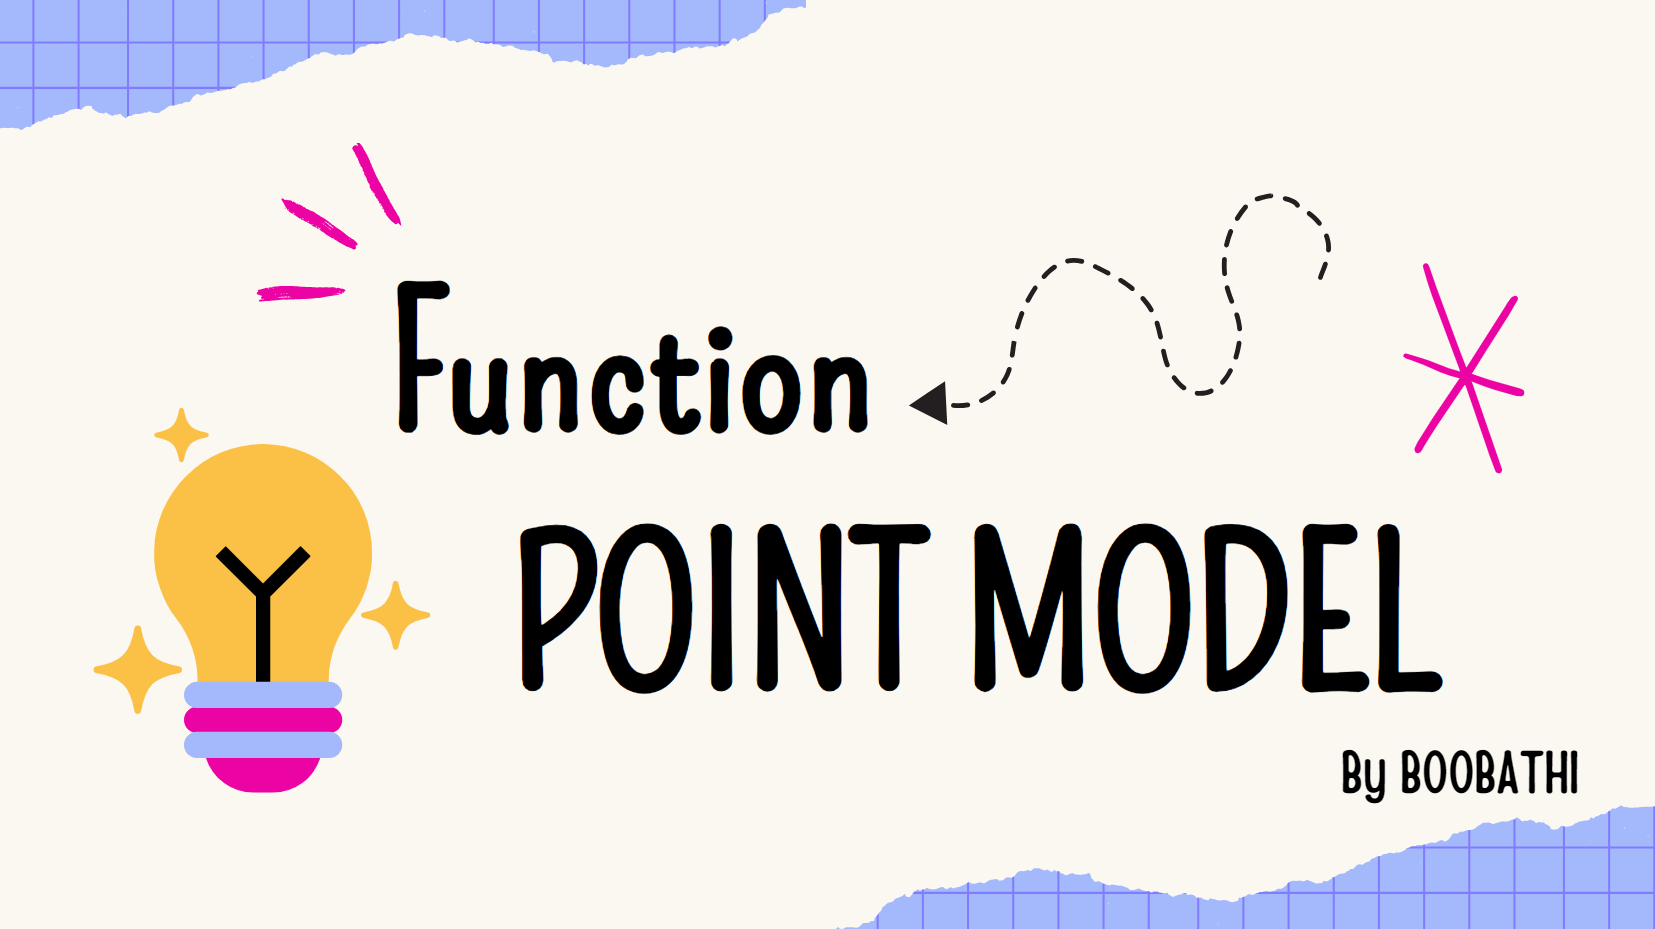 Function
POINT MODEL
By BOOBATHI